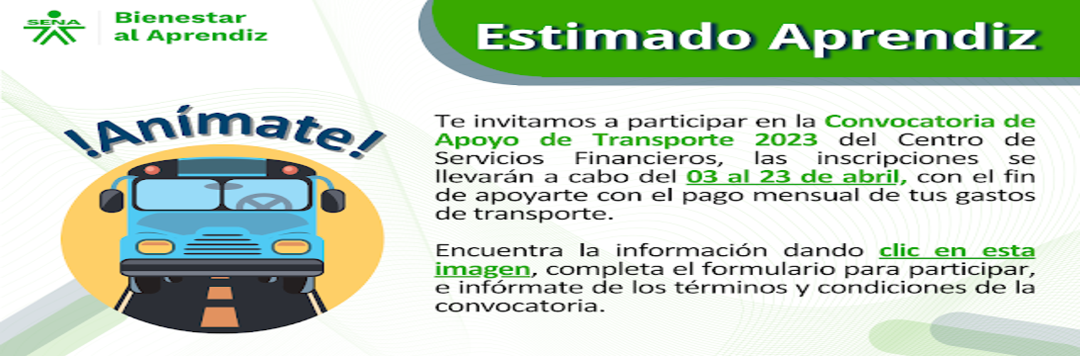 SENA
Bienestar
al Aprendiz
Estimado Aprendiz
!Anímate!
Te invitamos a participar en la Convocatoria de
Apoyo de Transporte 2023 del Centro de
Servicios Financieros, las inscripciones se
llevarán a cabo del 03 al 23 de abril, con el fin
de apoyarte con el pago mensual de tus gastos
de transporte.
Encuentra la información dando clic en esta
imagen, completa el formulario para participar,
e infórmate de los términos y condiciones de la
convocatoria.